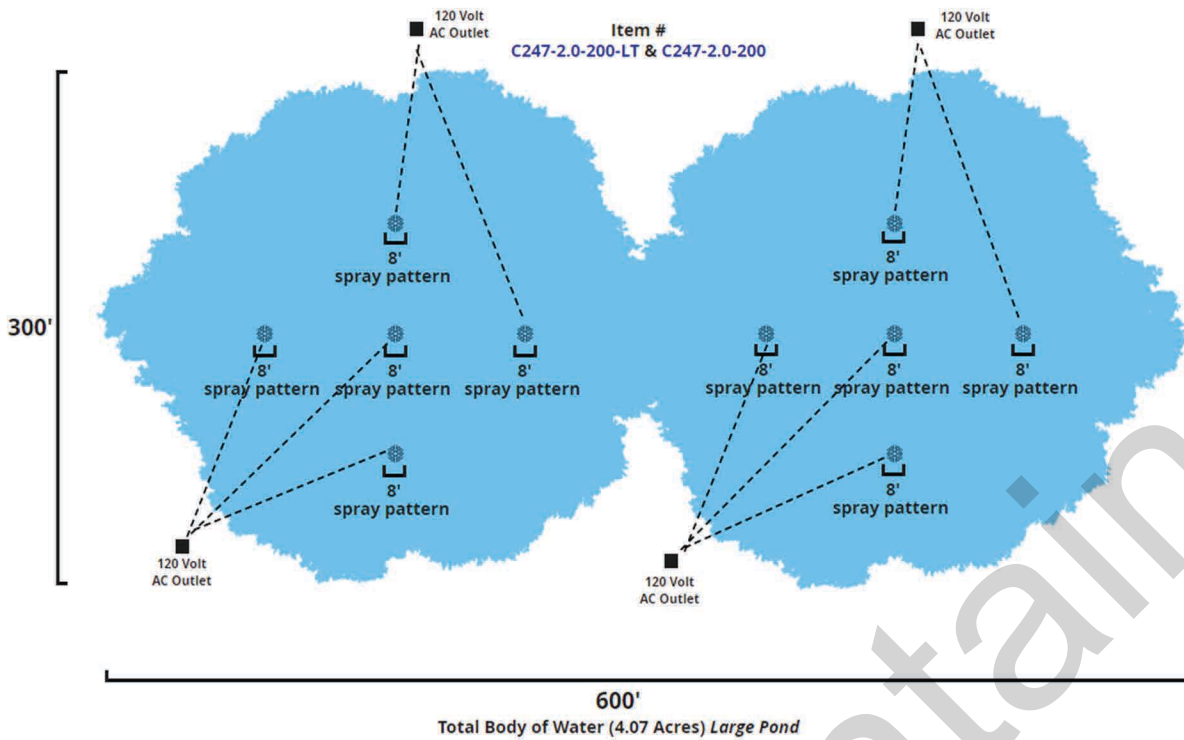 120 Volt
AC Outlet
Item #
C247-2.0-200-LT & C247-2.0-200
120 Volt
AC Outlet
300'
8'
spray pattern
8'
spray pattern
8'
spray pattern
8'
spray pattern
8'
spray pattern
8'
spray pattern
8'
spray pattern
8'
spray pattern
8'
spray pattern
8'
spray pattern
120 Volt
AC Outlet
120 Volt
AC Outlet
600'
Total Body of Water (4.07 Acres) Large Pond
ntain